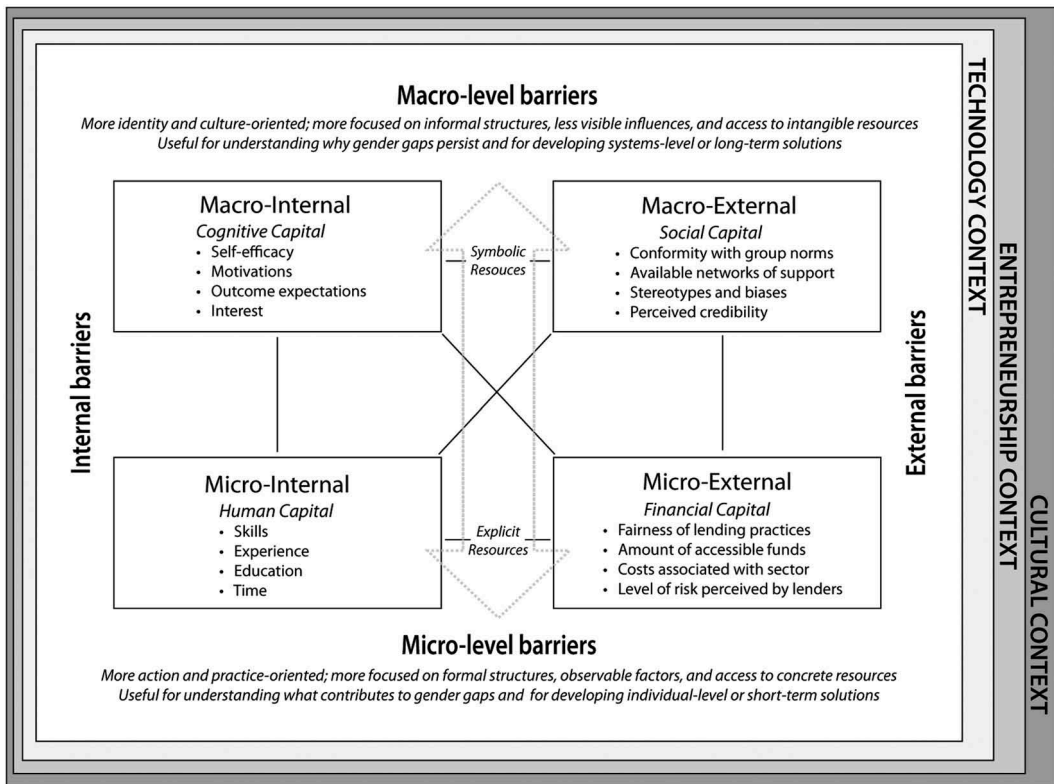 Macro-level barriers
More identity and culture-oriented; more focused on informal structures, less visible influences, and access to intangible resources
Useful for understanding why gender gaps persist and for developing systems-level or long-term solutions
Macro-Internal
Cognitive Capital
• Self-efficacy
• Motivations
• Outcome expectations
• Interest
Symbolic
Resouces
Macro-External
Social Capital
• Conformity with group norms
• Available networks of support
• Stereotypes and biases
• Perceived credibility
Internal barriers
External barriers
Micro-Internal
Human Capital
• Skills
• Experience
• Education
• Time
Explicit
Resources
Micro-External
Financial Capital
• Fairness of lending practices
• Amount of accessible funds
• Costs associated with sector
• Level of risk perceived by lenders
Micro-level barriers
More action and practice-oriented; more focused on formal structures, observable factors, and access to concrete resources
Useful for understanding what contributes to gender gaps and for developing individual-level or short-term solutions
TECHNOLOGY CONTEXT
ENTREPRENEURSHIP CONTEXT
CULTURAL CONTEXT